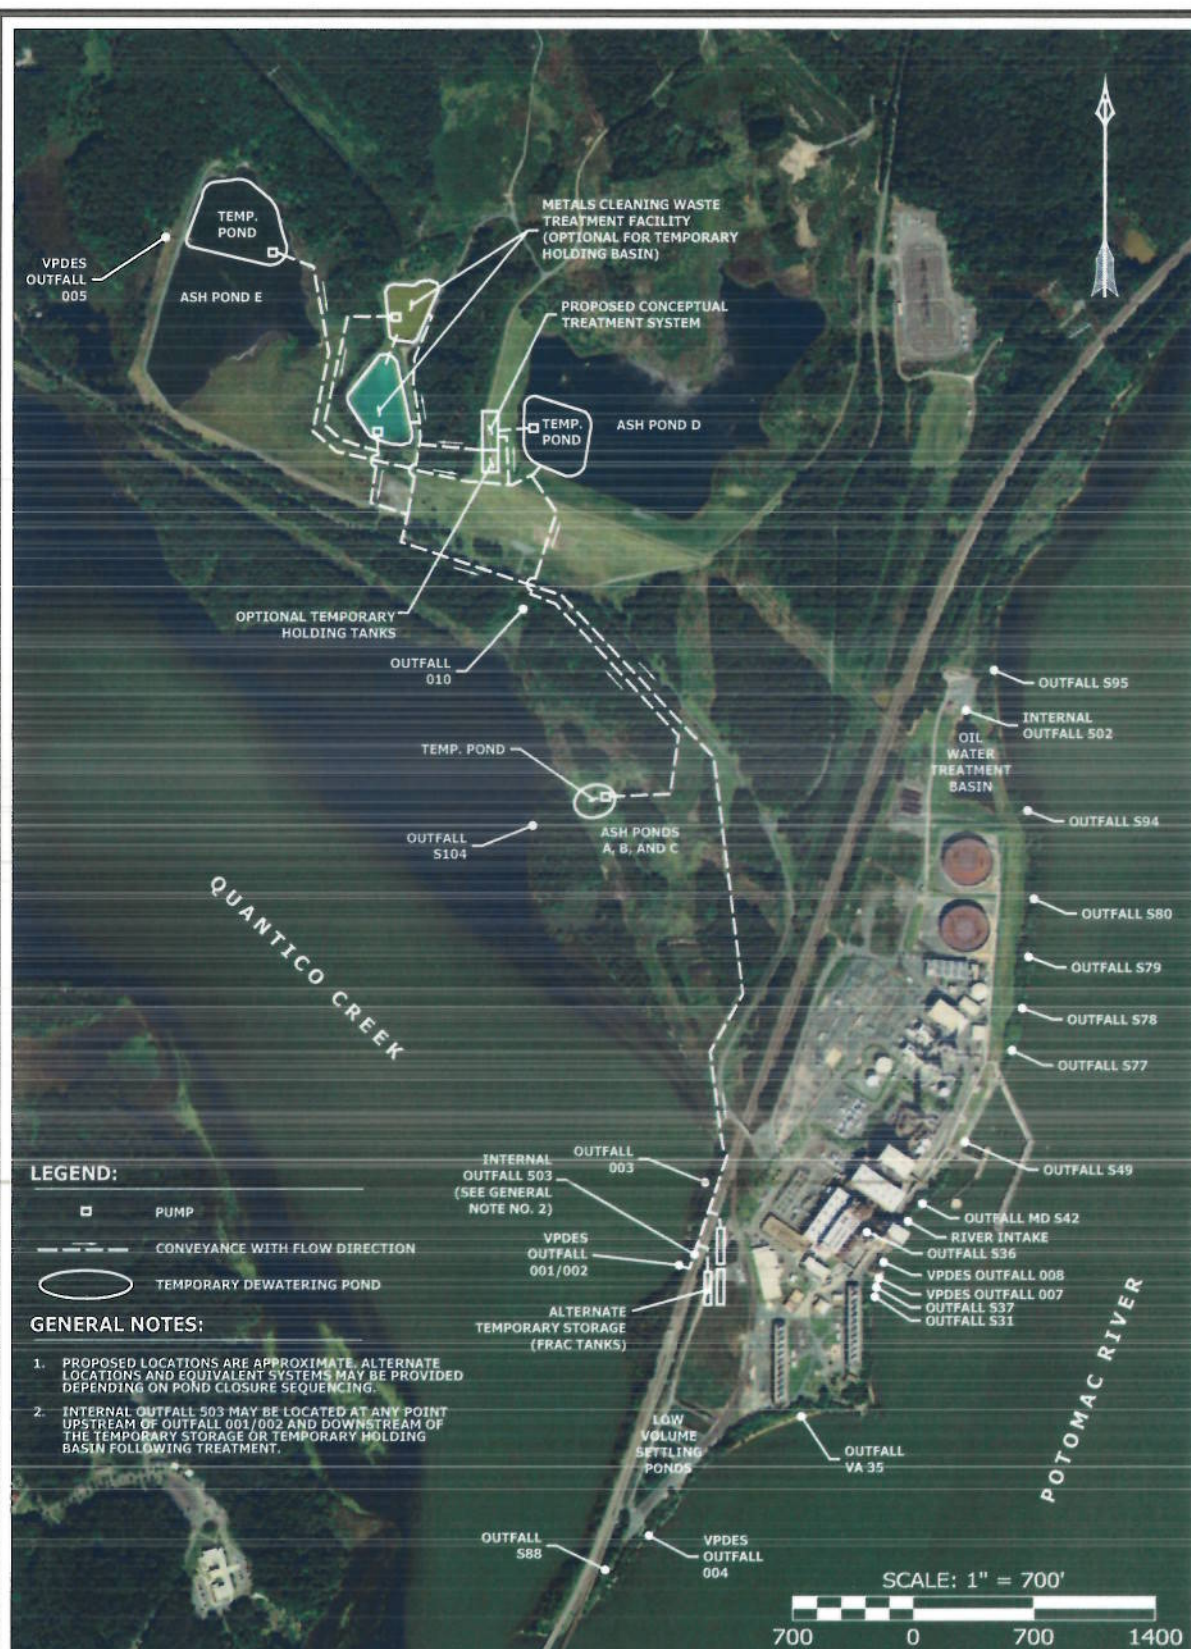 TEMP.
POND
VPDES
OUTFALL
005
ASH POND E
METALS CLEANING WASTE
TREATMENT FACILITY
(OPTIONAL FOR TEMPORARY
HOLDING BASIN)
PROPOSED CONCEPTUAL
TREATMENT SYSTEM
TEMP.
POND
ASH POND D
OPTIONAL TEMPORARY
HOLDING TANKS
OUTFALL
010
OUTFALL S95
INTERNAL
OUTFALL 502
OIL
WATER
TREATMENT
BASIN
TEMP. POND
OUTFALL
S104
ASH PONDS
A, B, AND C
OUTFALL S94
QUANTICO CREEK
OUTFALL S80
OUTFALL S79
OUTFALL S78
OUTFALL S77
OUTFALL S49
OUTFALL MD S42
RIVER INTAKE
OUTFALL S36
VPDES OUTFALL 008
VPDES OUTFALL 007
OUTFALL S37
OUTFALL S31
OUTFALL
003
INTERNAL
OUTFALL 503
(SEE GENERAL
NOTE NO. 2)
VPDES
OUTFALL
001/002
ALTERNATE
TEMPORARY STORAGE
(FRAC TANKS)
LEGEND:
PUMP
CONVEYANCE WITH FLOW DIRECTION
TEMPORARY DEWATERING POND
GENERAL NOTES:
1. PROPOSED LOCATIONS ARE APPROXIMATE. ALTERNATE
LOCATIONS AND EQUIVALENT SYSTEMS MAY BE PROVIDED
DEPENDING ON POND CLOSURE SEQUENCING.
2. INTERNAL OUTFALL 503 MAY BE LOCATED AT ANY POINT
UPSTREAM OF OUTFALL 001/002 AND DOWNSTREAM OF
THE TEMPORARY STORAGE OR TEMPORARY HOLDING
BASIN FOLLOWING TREATMENT.
POTOMAC RIVER
LOW
VOLUME
SETTLING
PONDS
OUTFALL
VA 35
OUTFALL
S88
VPDES
OUTFALL
004
SCALE: 1" = 700'
700 0 700 1400